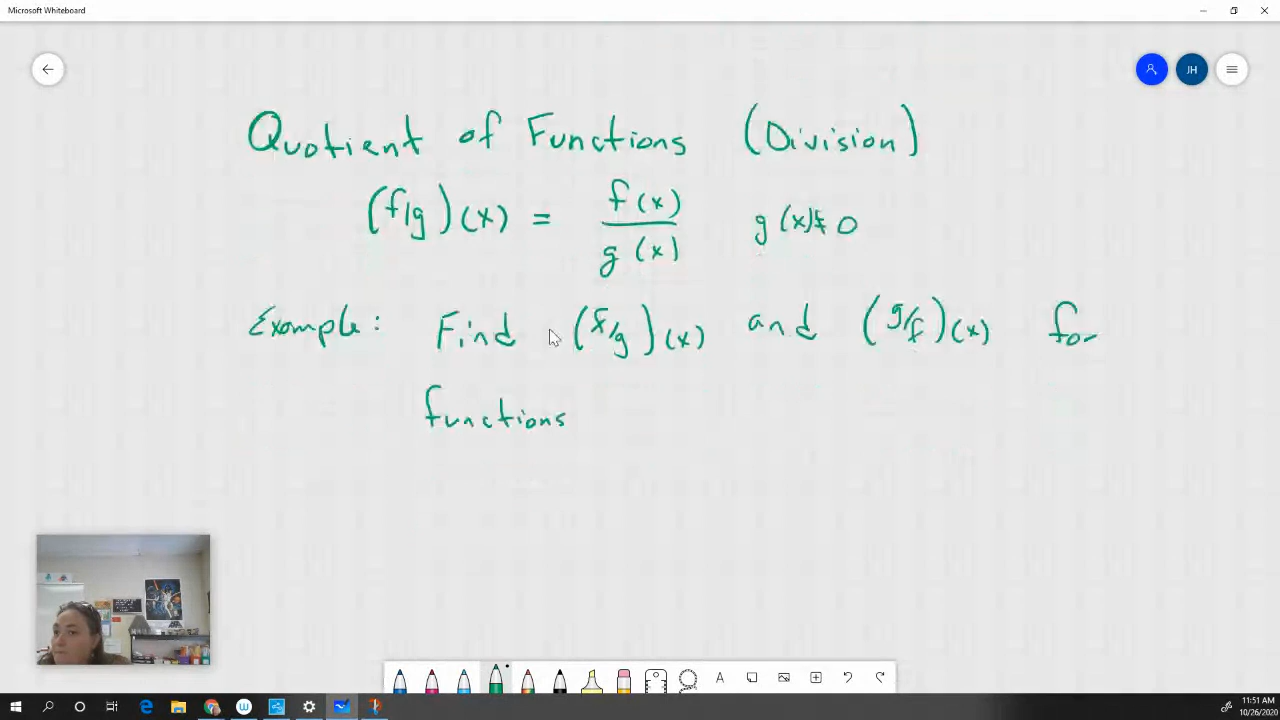 Microsoft Whiteboard
JH
Quotient of Functions (Division)
(f/g)(x) = f(x)/g(x) g(x)≠0
Example: Find (f/g)(x) and (g/f)(x) for
functions
A
11:51 AM
10/26/2020